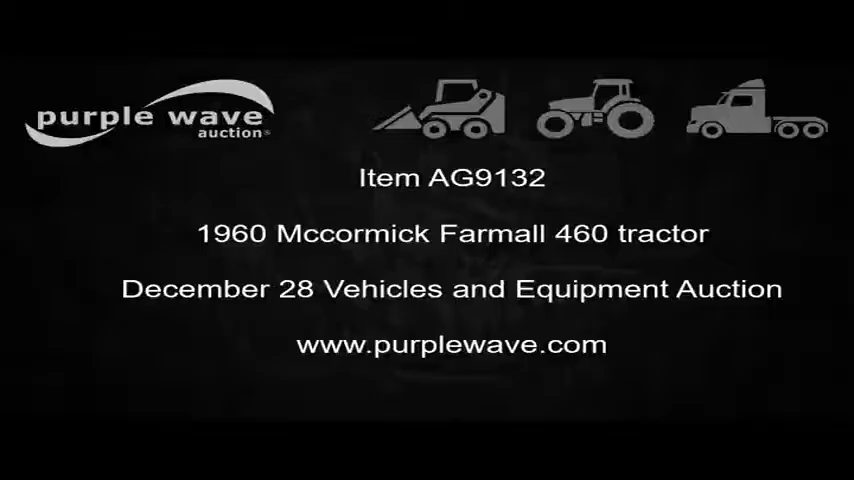 purple wave
auction®
Item AG9132
1960 Mccormick Farmall 460 tractor
December 28 Vehicles and Equipment Auction
www.purplewave.com